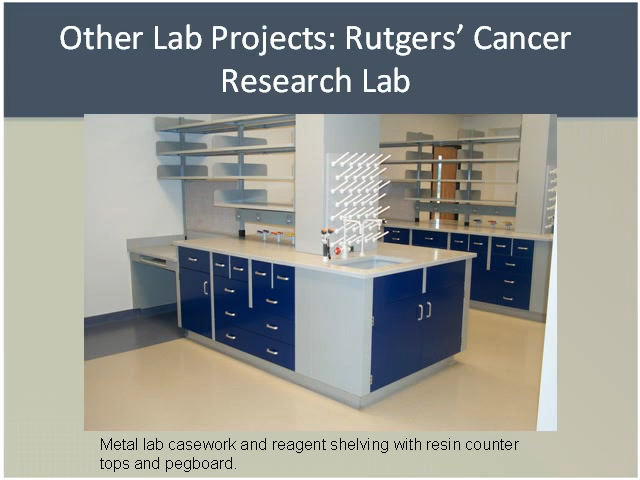 Other Lab Projects: Rutgers’ Cancer
Research Lab
Metal lab casework and reagent shelving with resin counter
tops and pegboard.